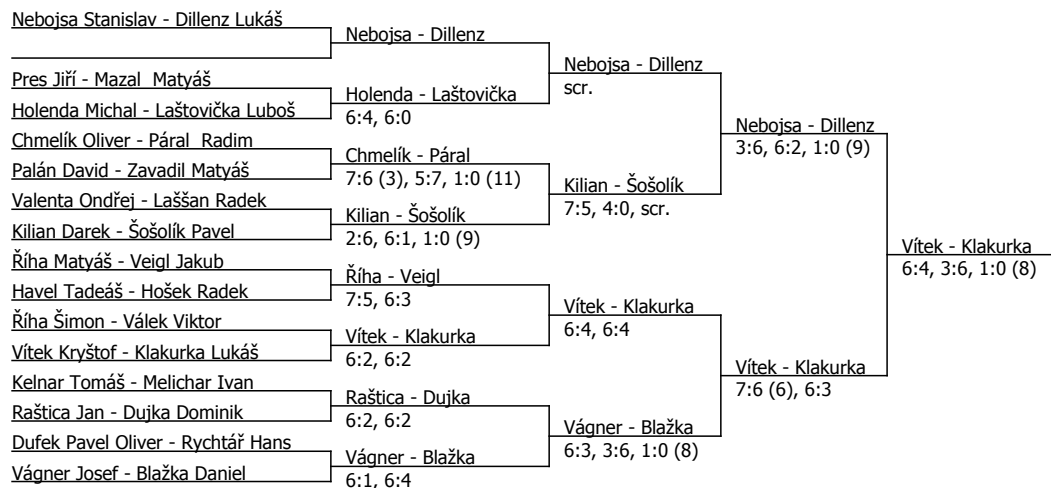 Nebojsa Stanislav - Dillenz Lukáš
Pres Jiří - Mazal  Matyáš
Holenda Michal - Laštovička Luboš
Chmelík Oliver - Páral  Radim
Palán David - Zavadil Matyáš
Valenta Ondřej - Laššan Radek
Kilian Darek - Šošolík Pavel
Říha Matyáš - Veigl Jakub
Havel Tadeáš - Hošek Radek
Říha Šimon - Válek Viktor
Vítek Kryštof - Klakurka Lukáš
Kelnar Tomáš - Melichar Ivan
Raštica Jan - Dujka Dominik
Dufek Pavel Oliver - Rychtář Hans
Vágner Josef - Blažka Daniel
Nebojsa - Dillenz
Holenda - Laštovička
6:4, 6:0
Chmelík - Páral
7:6 (3), 5:7, 1:0 (11)
Kilian - Šošolík
2:6, 6:1, 1:0 (9)
Říha - Veigl
7:5, 6:3
Vítek - Klakurka
6:2, 6:2
Raštica - Dujka
6:2, 6:2
Vágner - Blažka
6:1, 6:4
Nebojsa - Dillenz
scr.
Kilian - Šošolík
7:5, 4:0, scr.
Vítek - Klakurka
6:4, 6:4
Vágner - Blažka
6:3, 3:6, 1:0 (8)
Nebojsa - Dillenz
3:6, 6:2, 1:0 (9)
Vítek - Klakurka
7:6 (6), 6:3
Vítek - Klakurka
6:4, 3:6, 1:0 (8)